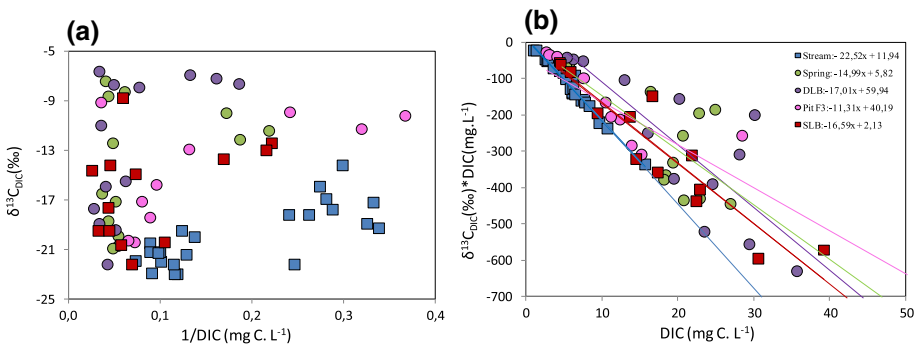 (a)
-5
-9
-13
-17
-21
-25
δ¹³C_DIC(‰)
0,0 0,1 0,2 0,3 0,4
1/DIC (mg C. L⁻¹)
(b)
0
-100
-200
-300
-400
-500
-600
-700
δ¹³C_DIC(‰)*DIC(mg.L⁻¹)
Stream:- 22,52x + 11,94
Spring:-14,99x + 5,82
DLB:-17,01x + 59,94
Pit F3:-11,31x + 40,19
SLB:-16,59x + 2,13
0 10 20 30 40 50
DIC (mg C. L⁻¹)